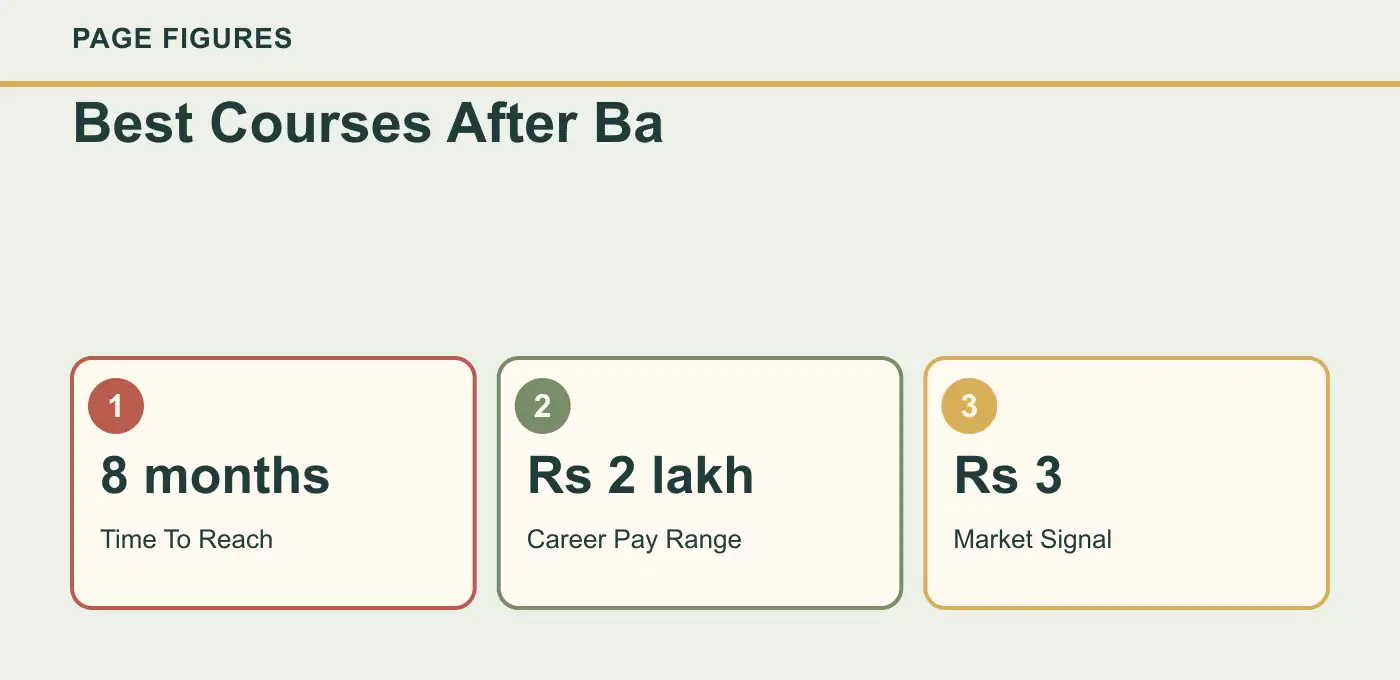 PAGE FIGURES
Best Courses After Ba
1
8 months
Time To Reach
2
Rs 2 lakh
Career Pay Range
3
Rs 3
Market Signal